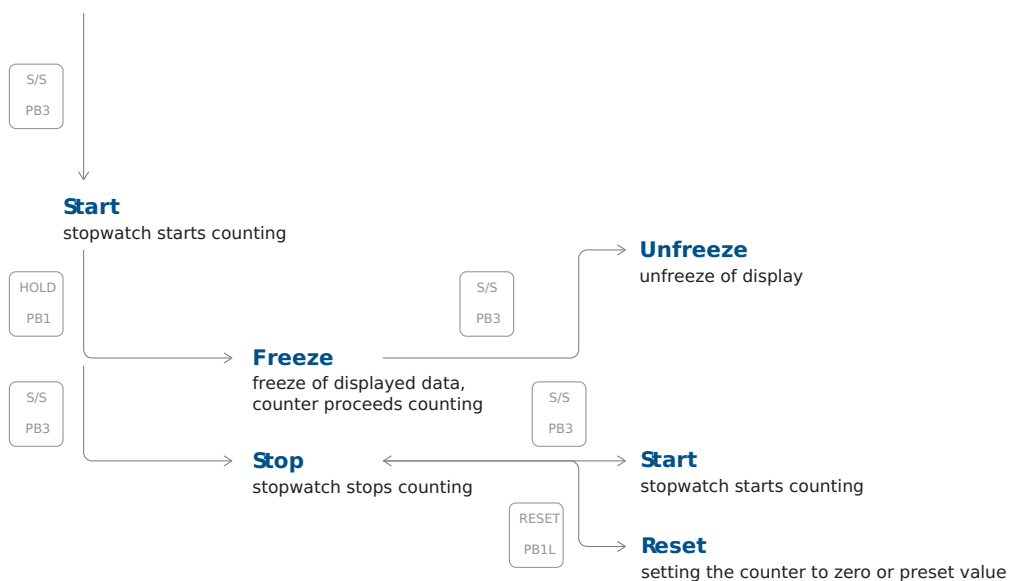 S/S
PB3
Start
stopwatch starts counting
HOLD
PB1
S/S
PB3
Unfreeze
unfreeze of display
Freeze
freeze of displayed data,
counter proceeds counting
S/S
PB3
S/S
PB3
Stop
stopwatch stops counting
Start
stopwatch starts counting
RESET
PB1L
Reset
setting the counter to zero or preset value